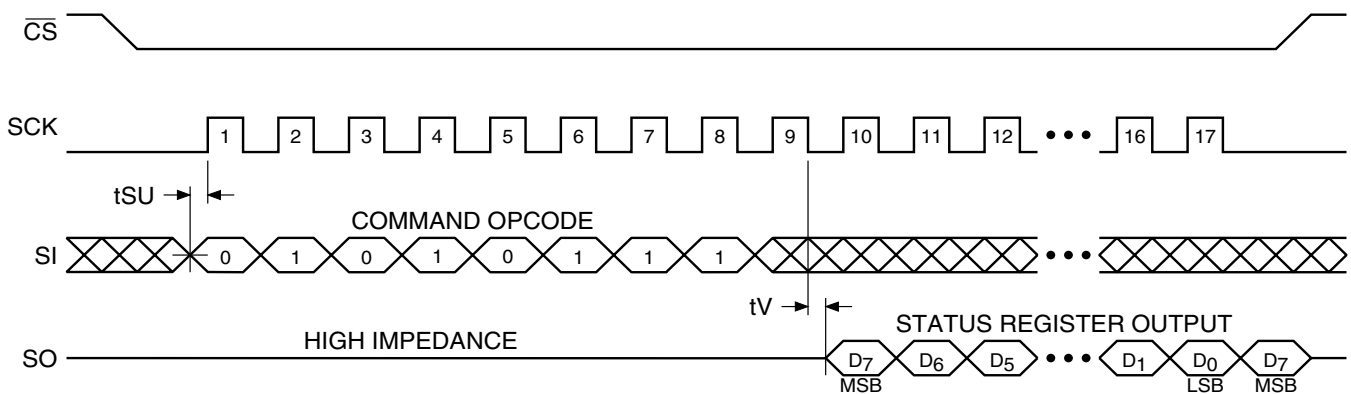 CS
SCK 1 2 3 4 5 6 7 8 9 10 11 12 ••• 16 17
tSU
COMMAND OPCODE
SI 0 1 0 1 0 1 1 1 •••
tV
HIGH IMPEDANCE STATUS REGISTER OUTPUT
SO D7 D6 D5 ••• D1 D0 D7
MSB LSB MSB